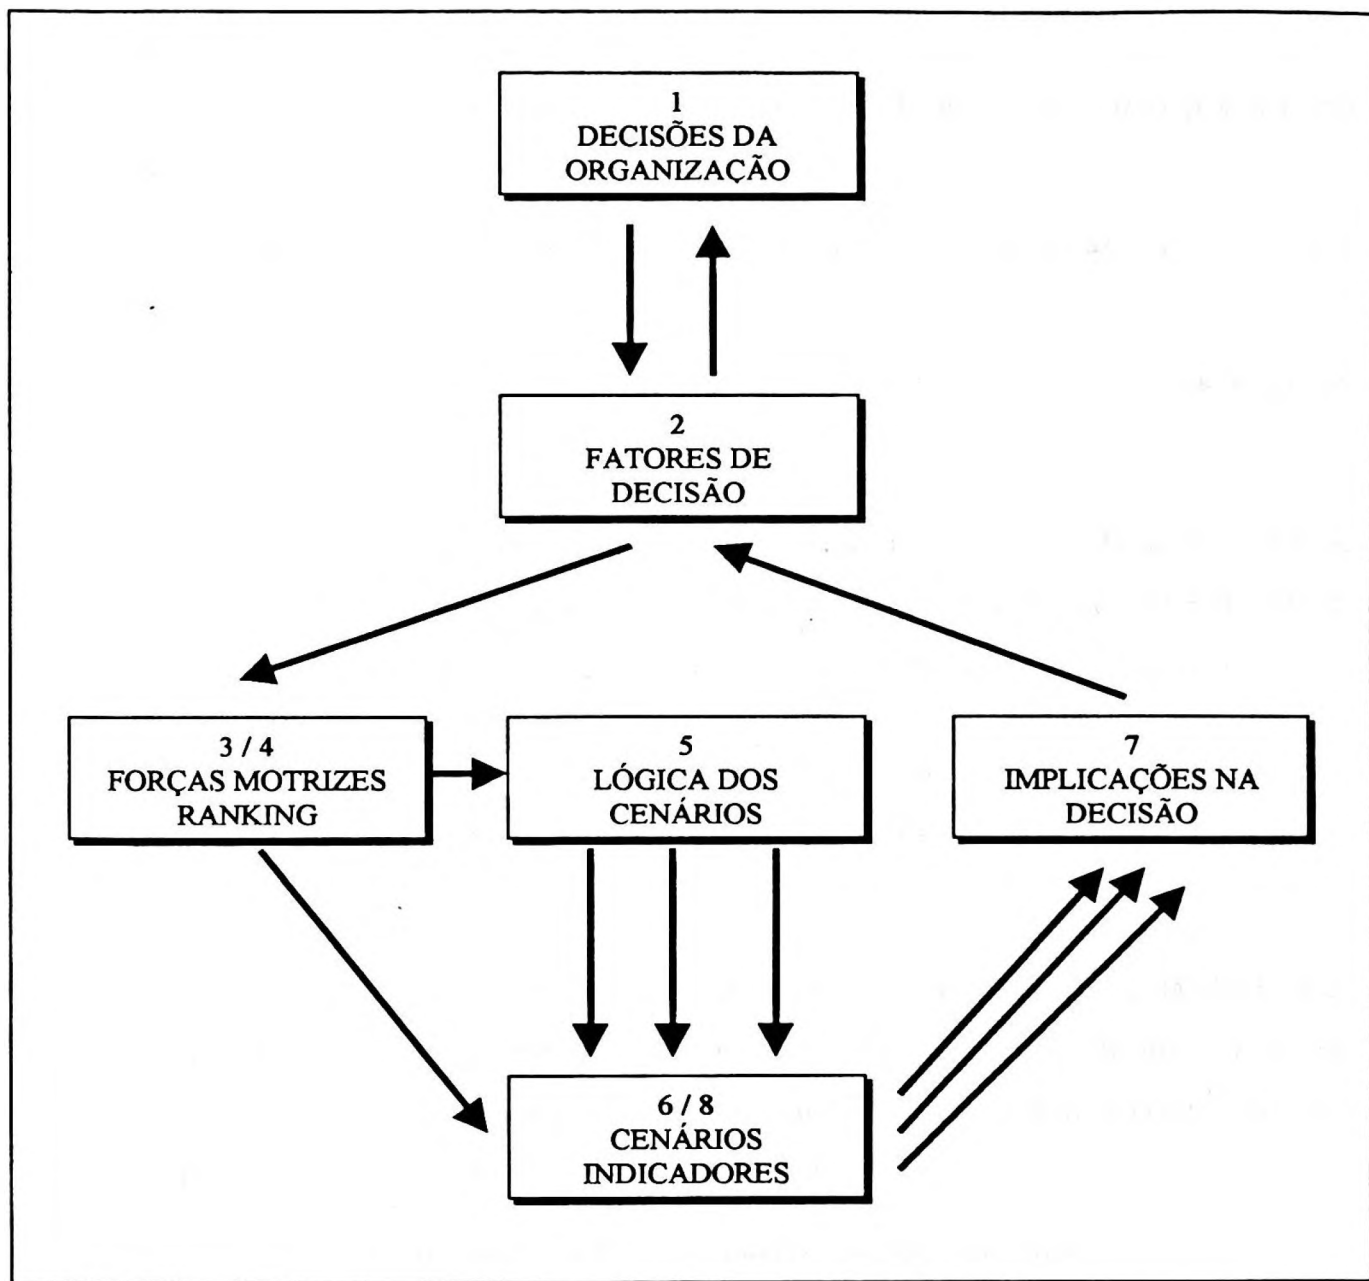 1
DECISÕES DA
ORGANIZAÇÃO
2
FATORES DE
DECISÃO
3 / 4
FORÇAS MOTRIZES
RANKING
5
LÓGICA DOS
CENÁRIOS
7
IMPLICAÇÕES NA
DECISÃO
6 / 8
CENÁRIOS
INDICADORES